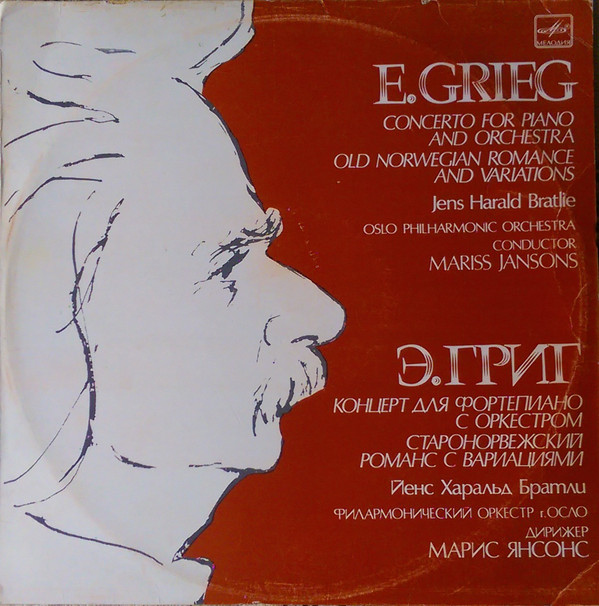 МЕЛОДИЯ
E.GRIEG
CONCERTO FOR PIANO
AND ORCHESTRA
OLD NORWEGIAN ROMANCE
AND VARIATIONS
Jens Harald Bratlie
OSLO PHILHARMONIC ORCHESTRA
CONDUCTOR
MARISS JANSONS
Э.ГРИГ
КОНЦЕРТ ДЛЯ ФОРТЕПИАНО
С ОРКЕСТРОМ
СТАРОНОРВЕЖСКИЙ
РОМАНС С ВАРИАЦИЯМИ
Йенс Харальд Братли
ФИЛАРМОНИЧЕСКИЙ ОРКЕСТР г.ОСЛО
ДИРИЖЕР
МАРИС ЯНСОНС